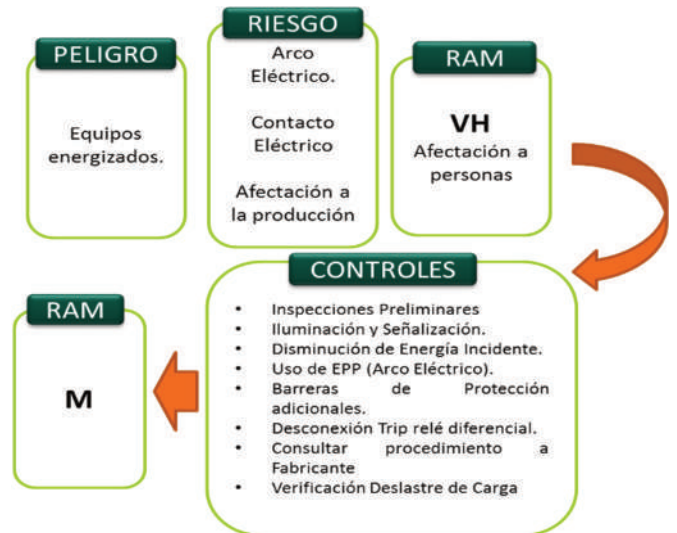 PELIGRO
Equipos
energizados.
RIESGO
Arco
Eléctrico.
Contacto
Eléctrico
Afectación a
la producción
RAM
VH
Afectación a
personas
CONTROLES
• Inspecciones Preliminares
• Iluminación y Señalización.
• Disminución de Energía Incidente.
• Uso de EPP (Arco Eléctrico).
• Barreras de Protección
adicionales.
• Desconexión Trip relé diferencial.
• Consultar procedimiento a
Fabricante
• Verificación Deslastre de Carga
RAM
M